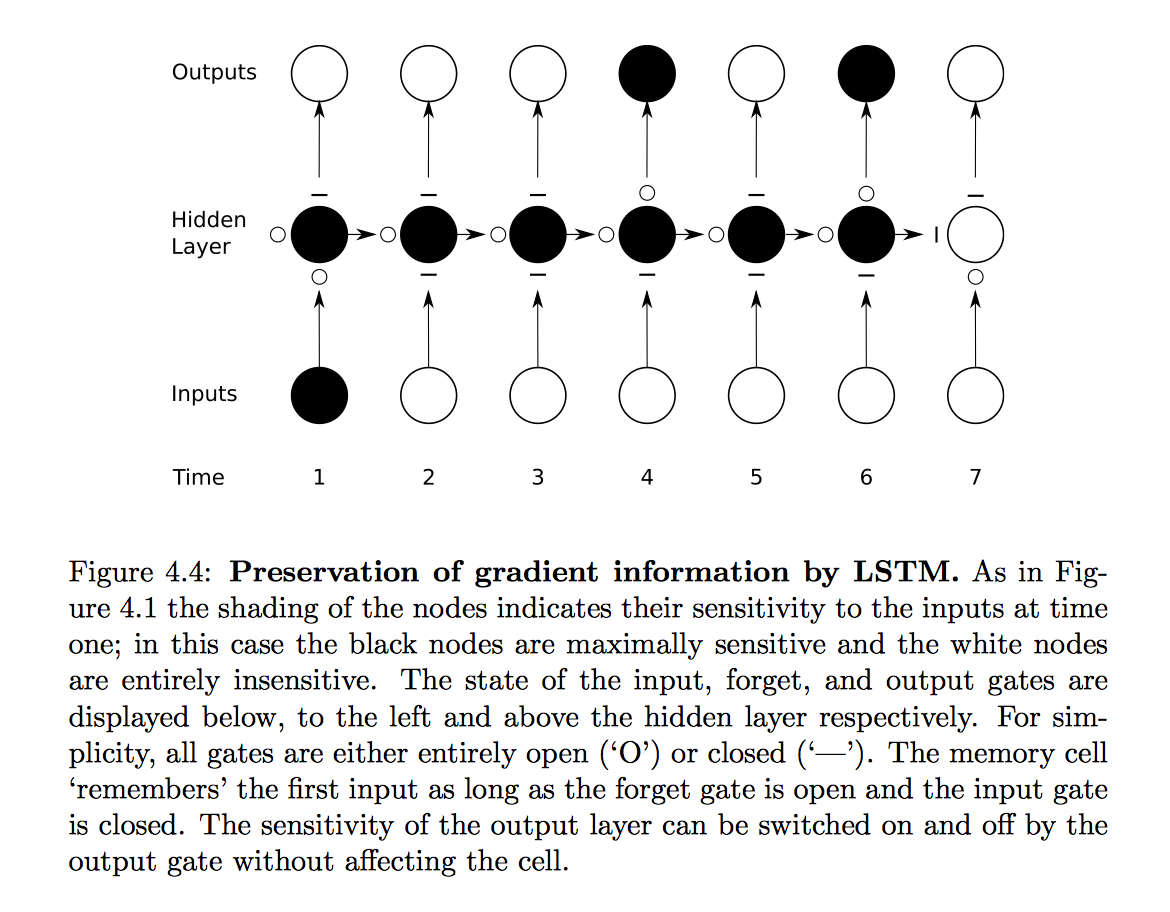 Outputs
Hidden
Layer
Inputs
Time 1 2 3 4 5 6 7
Figure 4.4: Preservation of gradient information by LSTM. As in Fig-
ure 4.1 the shading of the nodes indicates their sensitivity to the inputs at time
one; in this case the black nodes are maximally sensitive and the white nodes
are entirely insensitive. The state of the input, forget, and output gates are
displayed below, to the left and above the hidden layer respectively. For sim-
plicity, all gates are either entirely open (‘O’) or closed (‘—’). The memory cell
‘remembers’ the first input as long as the forget gate is open and the input gate
is closed. The sensitivity of the output layer can be switched on and off by the
output gate without affecting the cell.